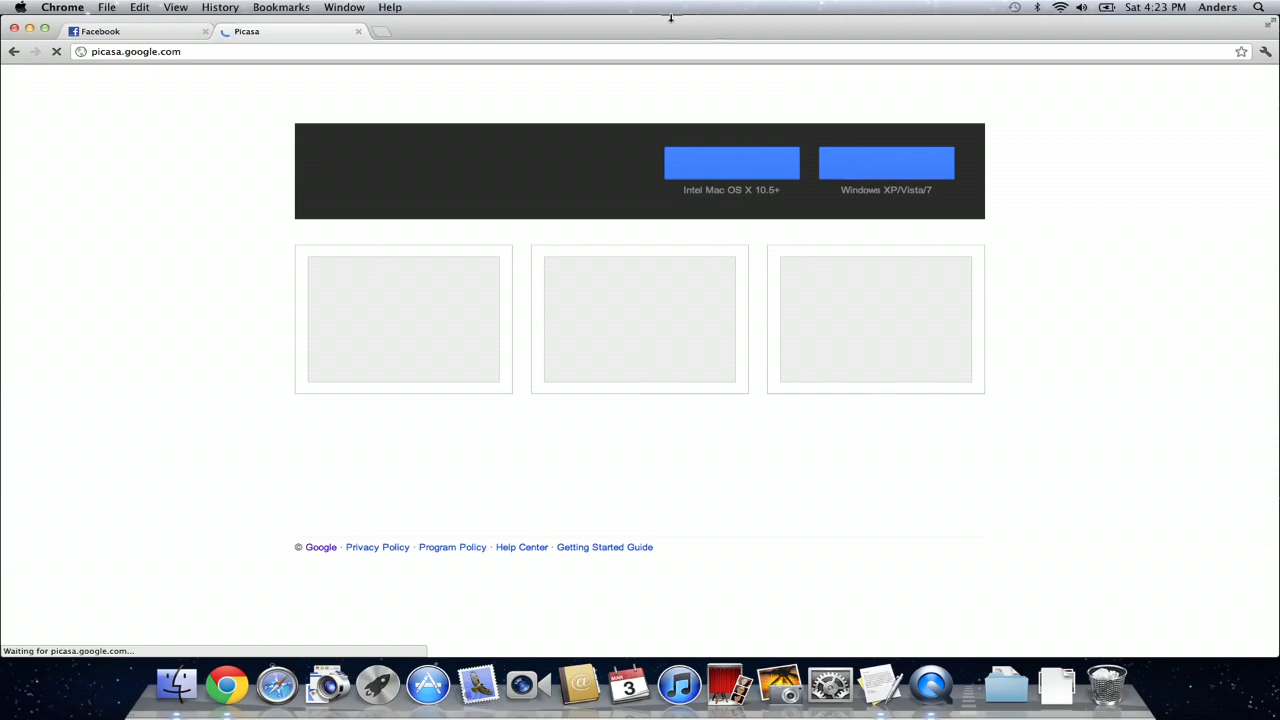 Chrome File Edit View History Bookmarks Window Help Sat 4:23 PM Anders
Facebook Picasa
picasa.google.com
Intel Mac OS X 10.5+ Windows XP/Vista/7
© Google · Privacy Policy · Program Policy · Help Center · Getting Started Guide
Waiting for picasa.google.com...
MAR
3